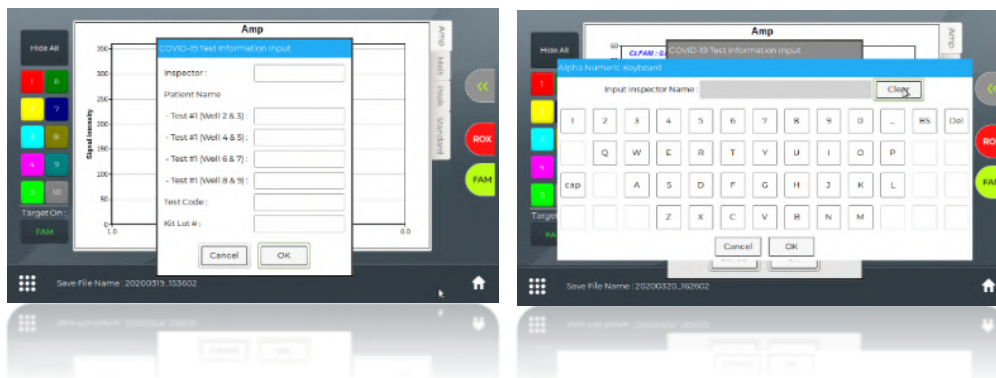 Amp
Hide All
COVID-19 Test Information Input
Inspector :
Patient Name
- Test #1 (Well 2 & 3) :
- Test #1 (Well 4 & 5) :
- Test #1 (Well 6 & 7) :
- Test #1 (Well 8 & 9) :
Test Code :
Kit Lot # :
Cancel OK
Signal Intensity
350
300
250
200
150
100
50
0
1.0 0.0
1 6
2 7
3 8
4 9
5 10
Target On :
FAM
Amp
Melt
Peak
Standard
ROX
FAM
Save File Name : 20200319_153602
Amp
Hide All
COVID-19 Test Information Input
Alpha Numeric Keyboard
Input Inspector Name : Clear
1 2 3 4 5 6 7 8 9 0 _ BS Del
Q W E R T Y U I O P
cap A S D F G H J K L
Z X C V B N M
Cancel OK
Amp
Save File Name : 20200320_162602